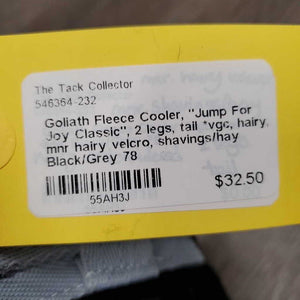 The Tack Collector
546364-232
Goliath Fleece Cooler, "Jump For
Joy Classic", 2 legs, tail *vgc, hairy,
mnr hairy velcro, shavings/hay
Black/Grey 78
$32.50
55AH3J